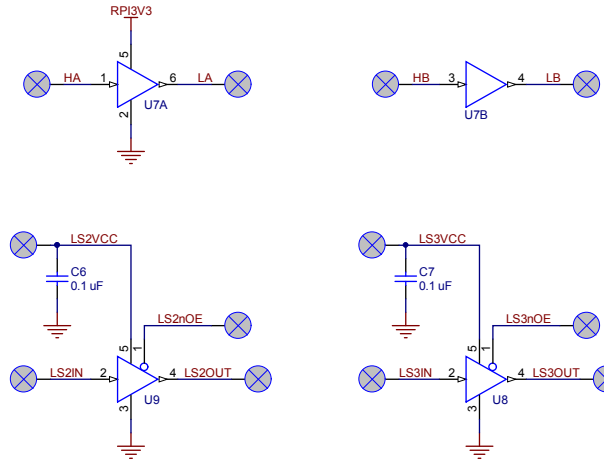 RPI3V3
5
HA 1 6 LA
2
U7A
HB 3 4 LB
U7B
LS2VCC
C6
0.1 uF
LS2nOE
5
1
LS2IN 2 4 LS2OUT
3
U9
LS3VCC
C7
0.1 uF
LS3nOE
5
1
LS3IN 2 4 LS3OUT
3
U8